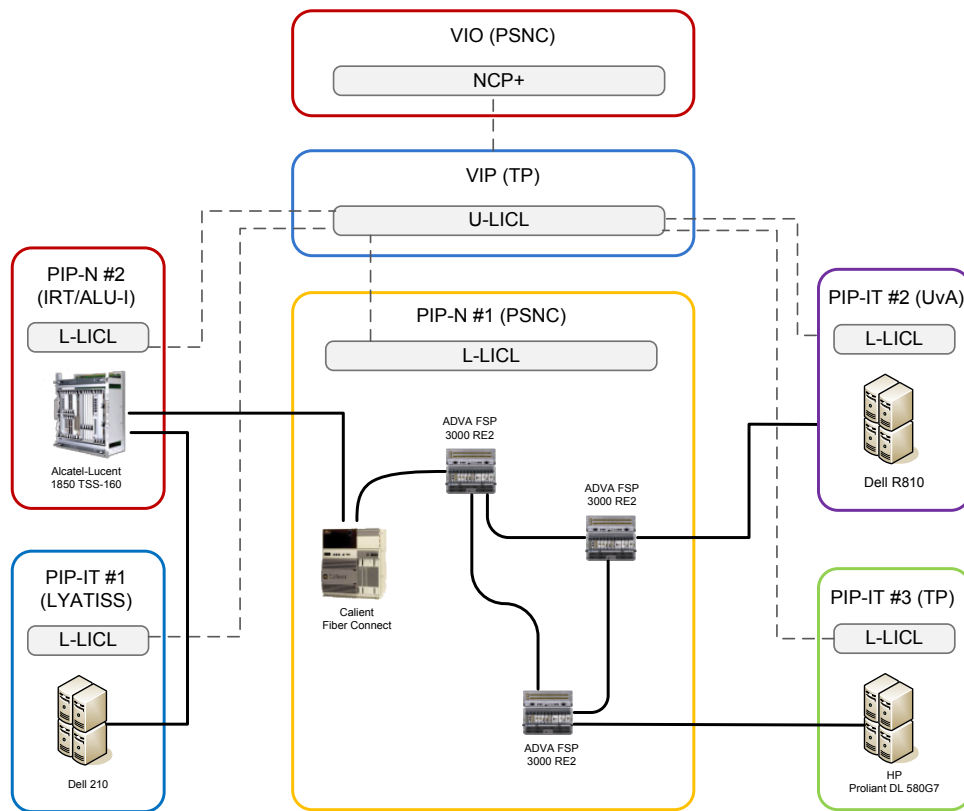 VIO (PSNC)
NCP+
VIP (TP)
U-LICL
PIP-N #2
(IRT/ALU-I)
L-LICL
Alcatel-Lucent
1850 TSS-160
PIP-N #1 (PSNC)
L-LICL
ADVA FSP
3000 RE2
ADVA FSP
3000 RE2
Calient
Fiber Connect
ADVA FSP
3000 RE2
PIP-IT #2 (UvA)
L-LICL
Dell R810
PIP-IT #1
(LYATISS)
L-LICL
Dell 210
PIP-IT #3 (TP)
L-LICL
HP
Proliant DL 580G7